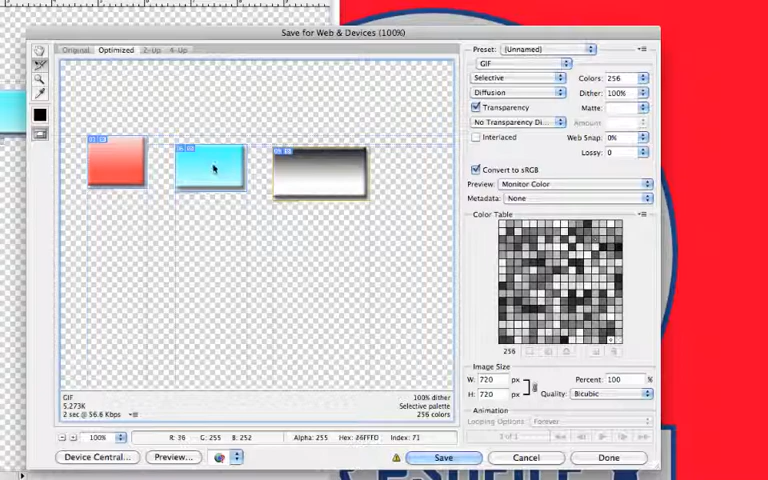 Save for Web & Devices (100%)
Original Optimized 2-Up 4-Up
Preset: [Unnamed]
GIF
Selective Colors: 256
Diffusion Dither: 100%
Transparency Matte:
No Transparency Di... Amount:
Interlaced Web Snap: 0%
Lossy: 0
Convert to sRGB
Preview: Monitor Color
Metadata: None
Color Table
256
Image Size
W: 720 px Percent: 100 %
H: 720 px Quality: Bicubic
Animation
Looping Options: Forever
1 of 1
GIF 100% dither
5.273K Selective palette
2 sec @ 56.6 Kbps 256 colors
100% R: 36 G: 255 B: 252 Alpha: 255 Hex: 24FFFD Index: 71
Device Central... Preview... Save Cancel Done